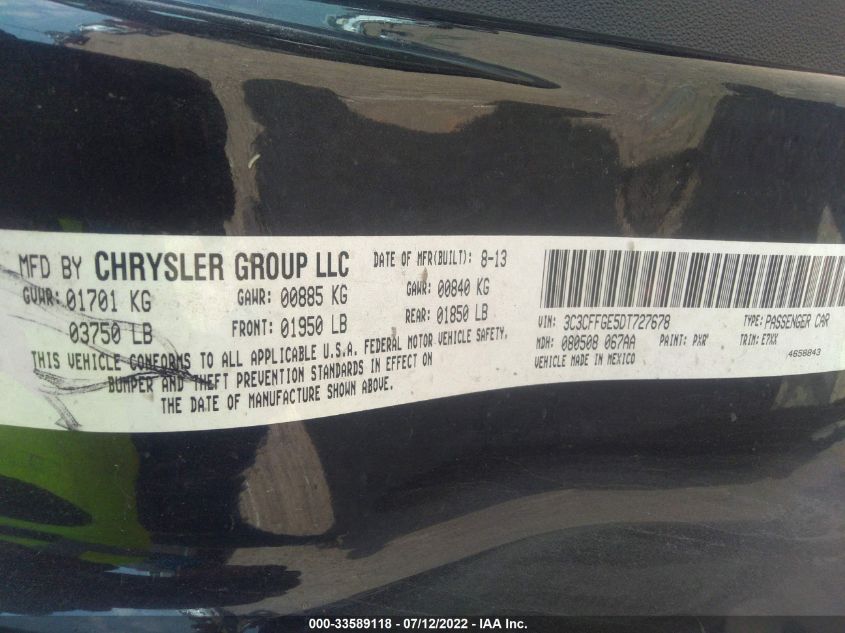 MFD BY CHRYSLER GROUP LLC
DATE OF MFR(BUILT): 8-13
GVWR: 01701 KG
GAWR: 00885 KG
GAWR: 00840 KG
03750 LB
FRONT: 01950 LB
REAR: 01850 LB
THIS VEHICLE CONFORMS TO ALL APPLICABLE U.S.A. FEDERAL MOTOR VEHICLE SAFETY,
BUMPER AND THEFT PREVENTION STANDARDS IN EFFECT ON
THE DATE OF MANUFACTURE SHOWN ABOVE.
VIN: 3C3CFFGE5DT727678
TYPE: PASSENGER CAR
MDH: 080508 067AA
PAINT: PXR
TRIM: E7XX
VEHICLE MADE IN MEXICO
4658843
000-33589118 - 07/12/2022 - IAA Inc.